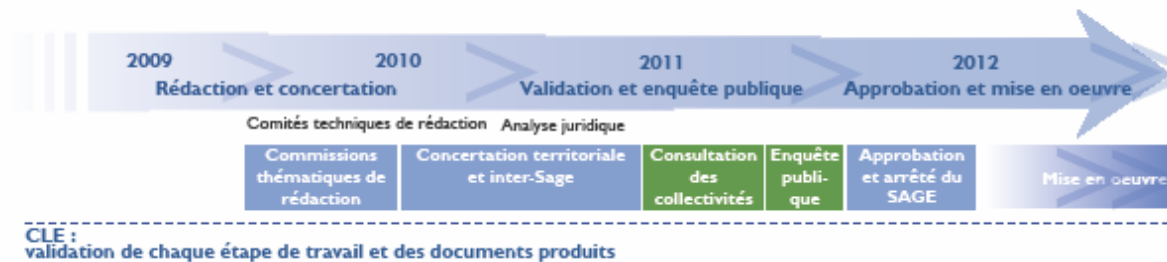 2009 2010 2011 2012
Rédaction et concertation Validation et enquête publique Approbation et mise en oeuvre
Comités techniques de rédaction Analyse juridique
Commissions
thématiques de
rédaction
Concertation territoriale
et inter-Sage
Consultation
des
collectivités
Enquête
publi-
que
Approbation
et arrêté du
SAGE
Mise en oeuvre
CLE :
validation de chaque étape de travail et des documents produits